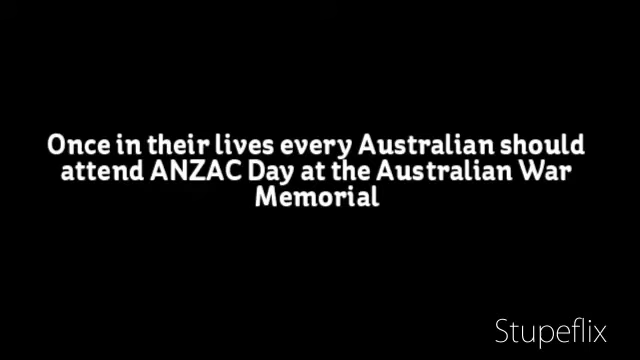 Once in their lives every Australian should
attend ANZAC Day at the Australian War
Memorial
Stupeflix